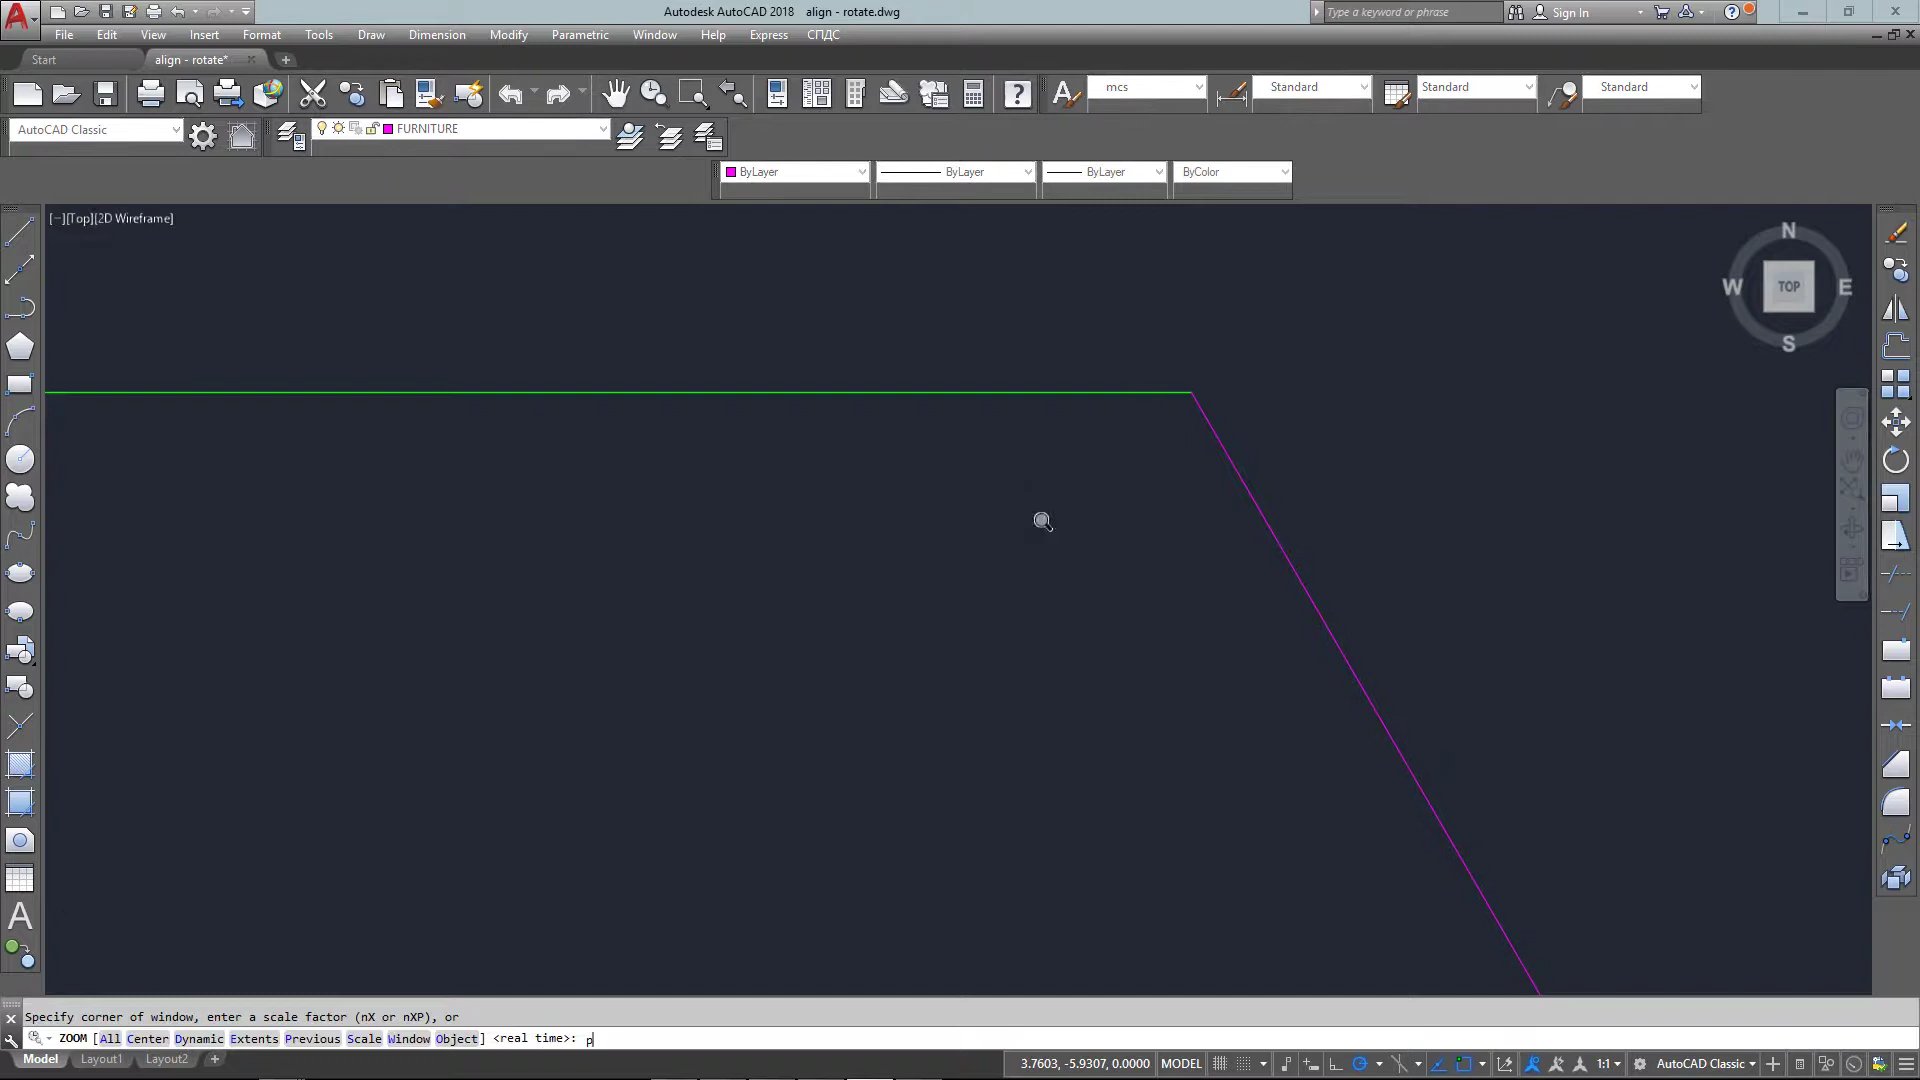 Autodesk AutoCAD 2018 align - rotate.dwg
Type a keyword or phrase
Sign In
File Edit View Insert Format Tools Draw Dimension Modify Parametric Window Help Express СПДС
Start
align - rotate*
mcs
Standard
Standard
Standard
AutoCAD Classic
FURNITURE
ByLayer
ByLayer
ByLayer
ByColor
[−][Top][2D Wireframe]
N
W
TOP
E
S
A
Specify corner of window, enter a scale factor (nX or nXP), or
ZOOM [All Center Dynamic Extents Previous Scale Window Object] <real time>: p
Model Layout1 Layout2
3.7603, -5.9307, 0.0000 MODEL
1:1
AutoCAD Classic